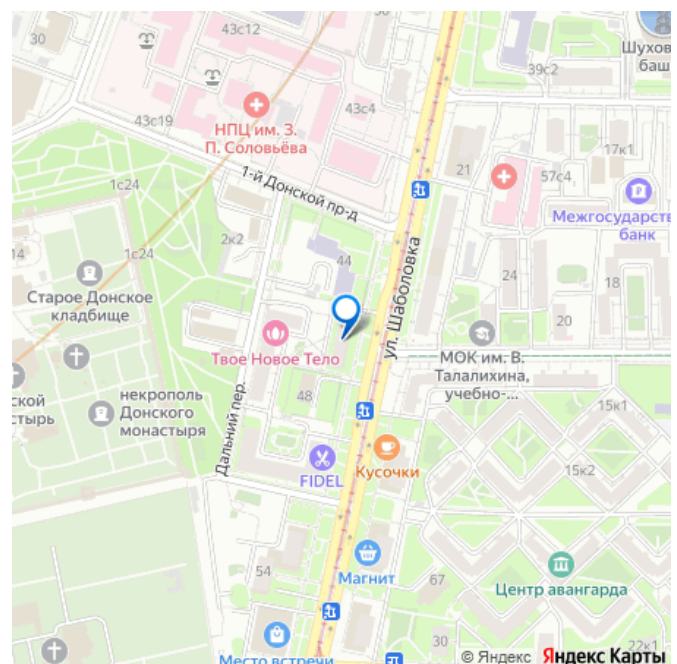 30
43с12
Шухов
баш
39с2
43с4
43с19
НПЦ им. З.
П. Соловьёва
17к1
21
57с4
1-й Донской пр-д
1с24
Межгосударств
банк
2к2
ул. Шаболовка
14
1с24
44
24
18
Старое Донское
кладбище
20
Твое Новое Тело
МОК им. В.
Талалихина,
учебно-...
ской
стырь
некрополь
Донского
монастыря
Дальний пер.
48
15к1
FIDEL
Кусочки
15к2
54
Магнит
67
Центр авангарда
30
22к1
Место встречи
© Яндекс Яндекс Карты